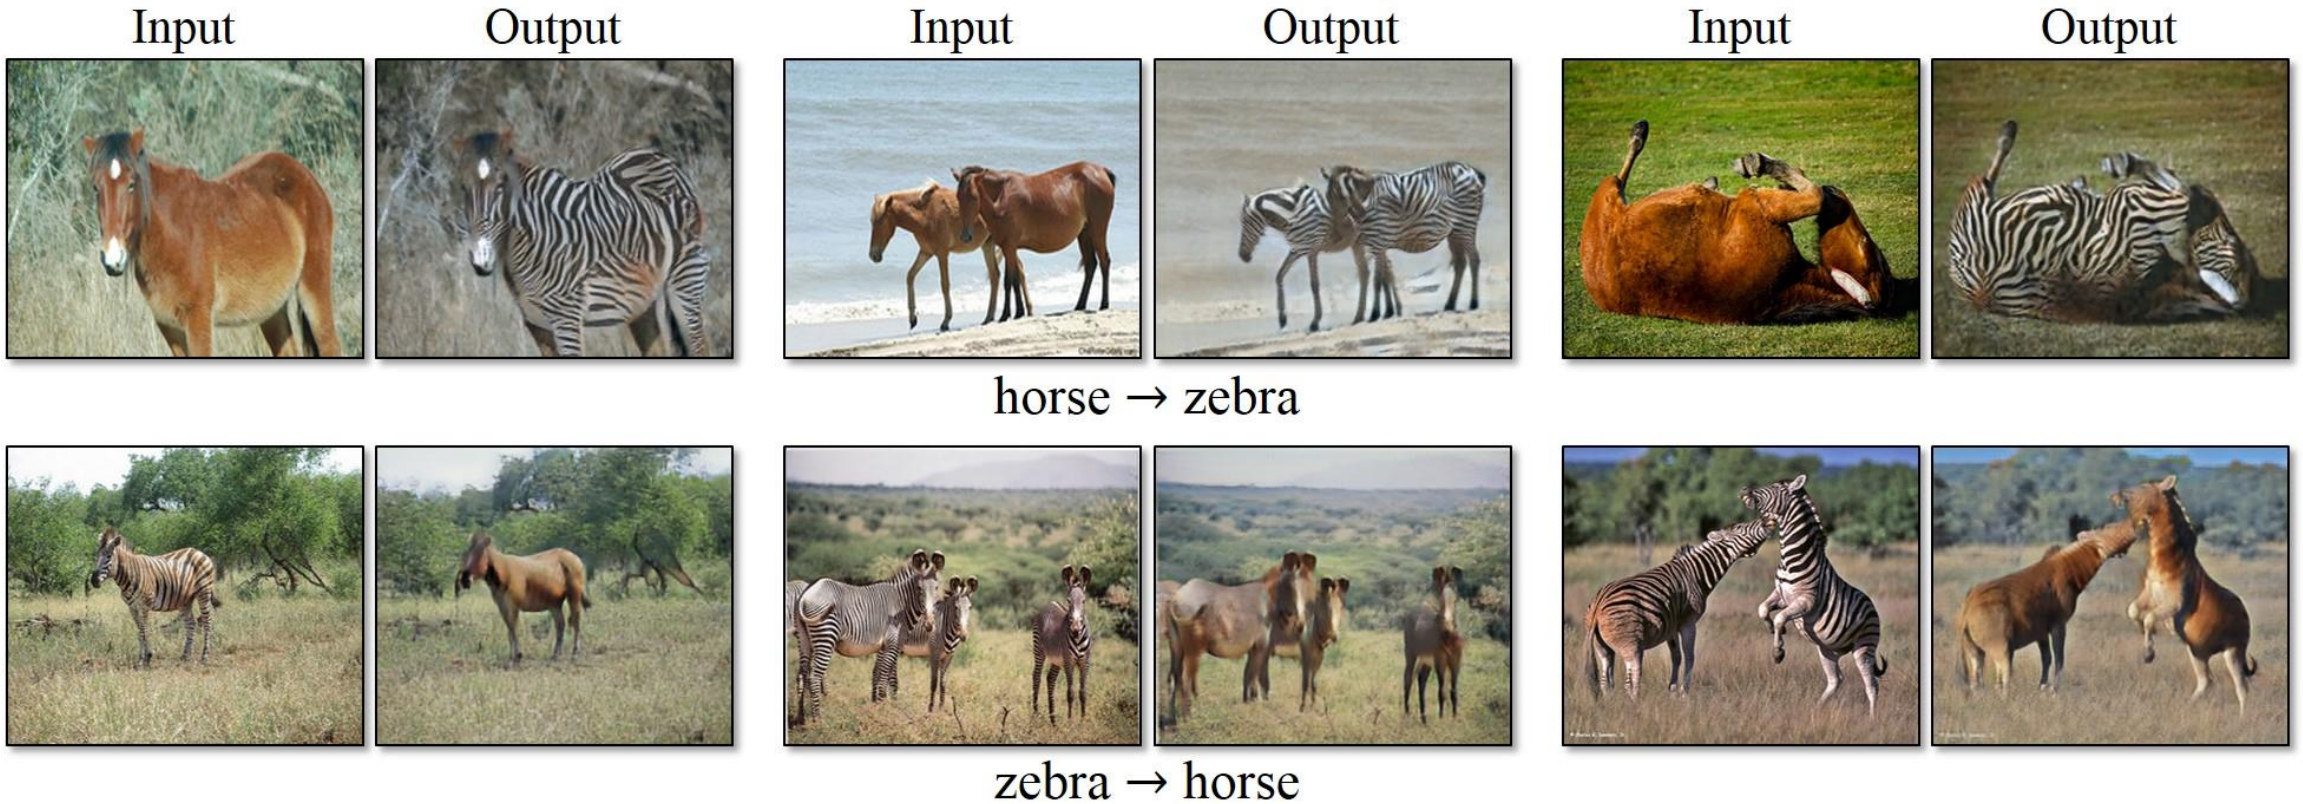 Input Output Input Output Input Output
horse → zebra
zebra → horse